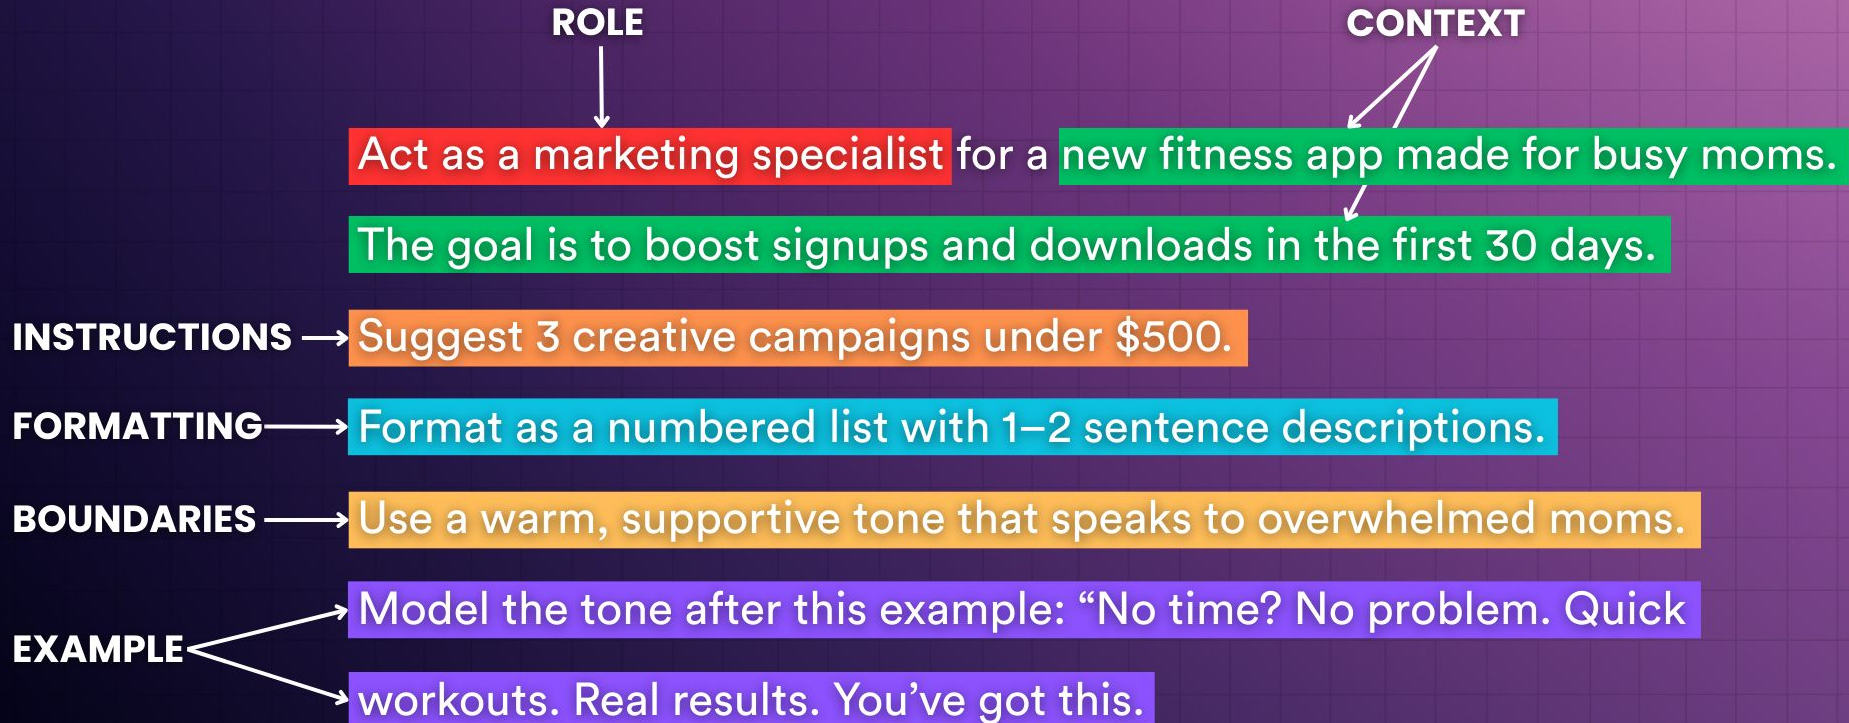 ROLE
CONTEXT
Act as a marketing specialist for a new fitness app made for busy moms.
The goal is to boost signups and downloads in the first 30 days.
INSTRUCTIONS
Suggest 3 creative campaigns under $500.
FORMATTING
Format as a numbered list with 1–2 sentence descriptions.
BOUNDARIES
Use a warm, supportive tone that speaks to overwhelmed moms.
EXAMPLE
Model the tone after this example: “No time? No problem. Quick
workouts. Real results. You’ve got this.